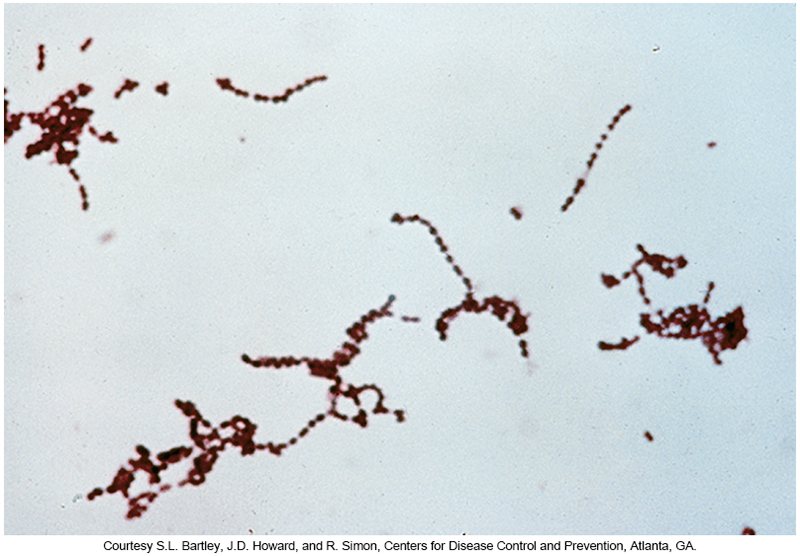 Courtesy S.L. Bartley, J.D. Howard, and R. Simon, Centers for Disease Control and Prevention, Atlanta, GA.